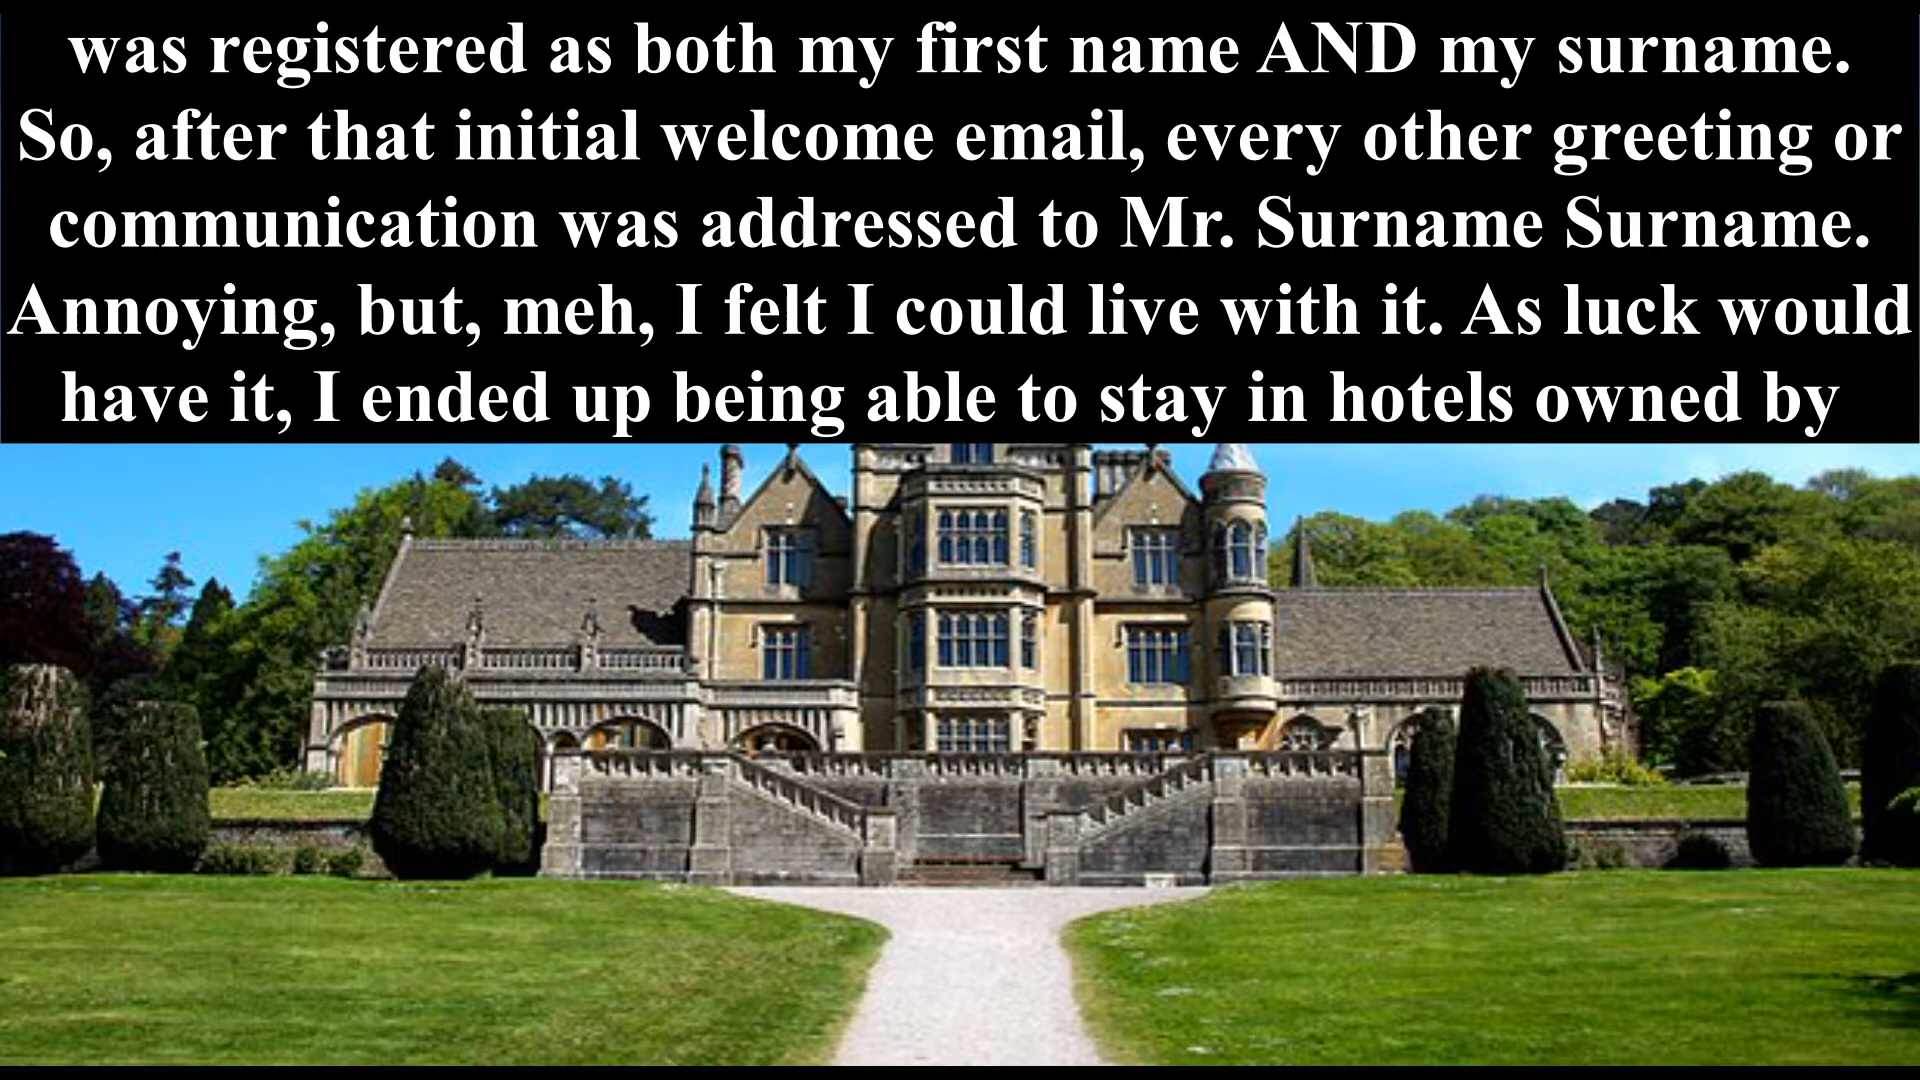 was registered as both my first name AND my surname.
So, after that initial welcome email, every other greeting or
communication was addressed to Mr. Surname Surname.
Annoying, but, meh, I felt I could live with it. As luck would
have it, I ended up being able to stay in hotels owned by